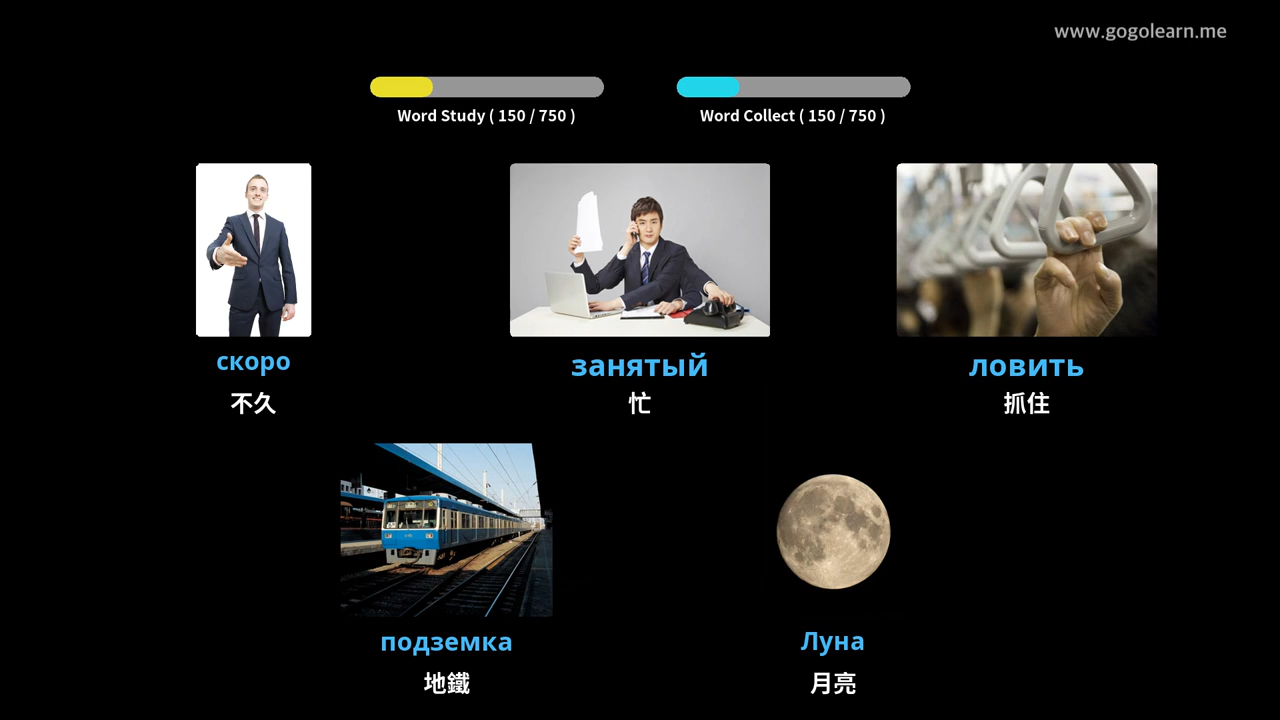 www.gogolearn.me
Word Study ( 150 / 750 )
Word Collect ( 150 / 750 )
скоро
不久
занятый
忙
ловить
抓住
подземка
地鐵
Луна
月亮